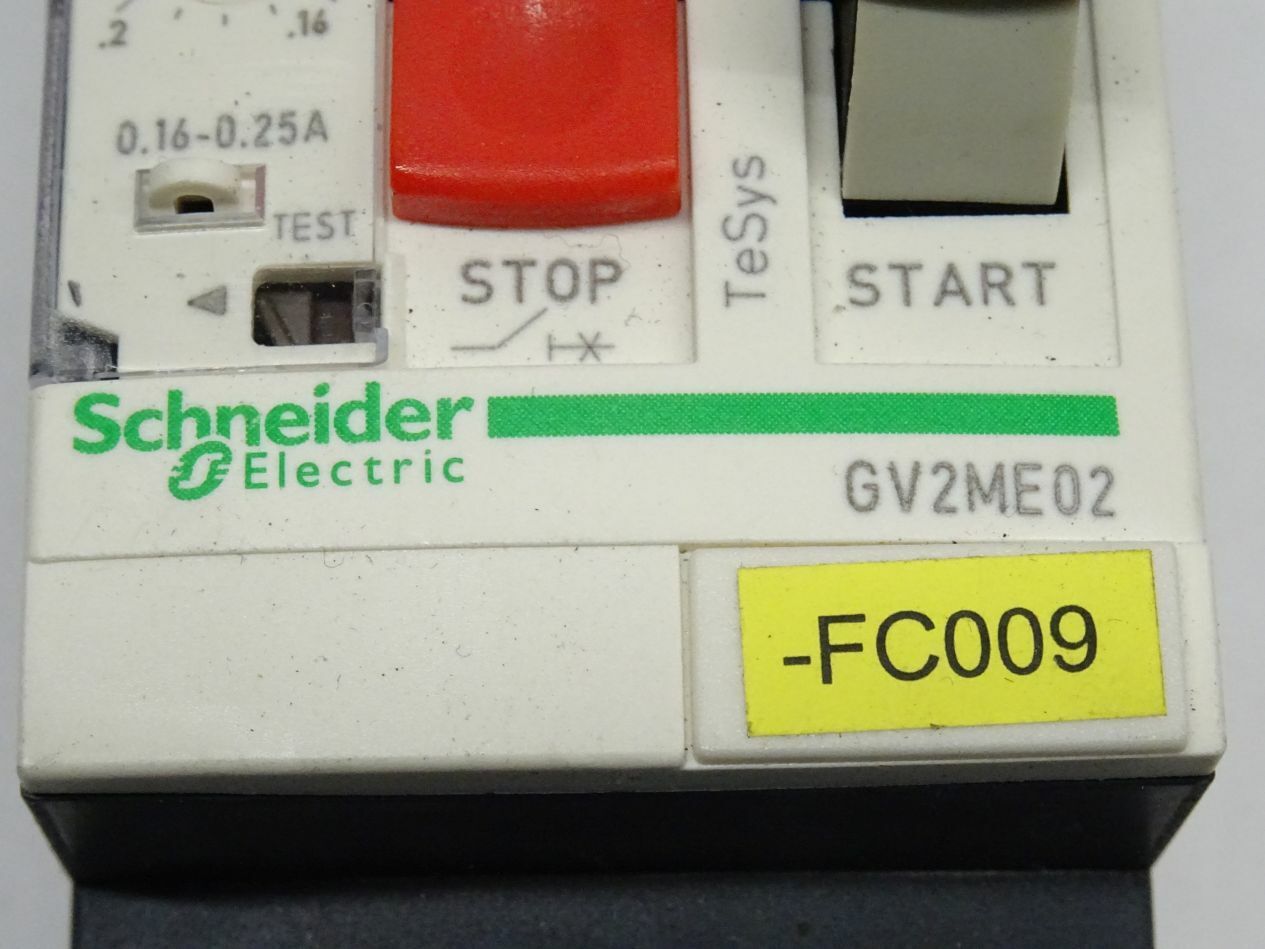 .2 .16
0.16-0.25A
TEST
STOP
TeSys
START
Schneider
Electric
GV2ME02
-FC009